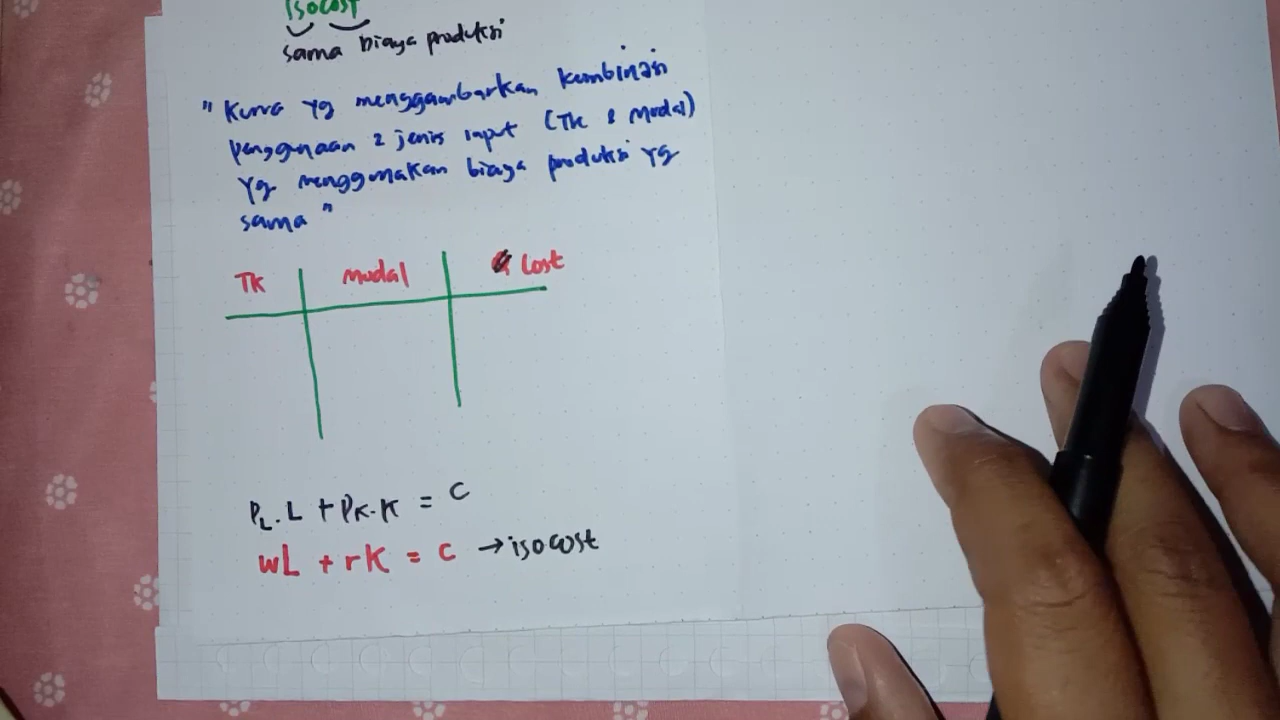 isocost
sama biaya produksi
" Kurva yg menggambarkan kombinasi
penggunaan 2 jenis input (TK & Modal)
yg menggunakan biaya produksi yg
sama "
TK modal Cost
PL.L + PK.K = C
wL + rK = C → isocost